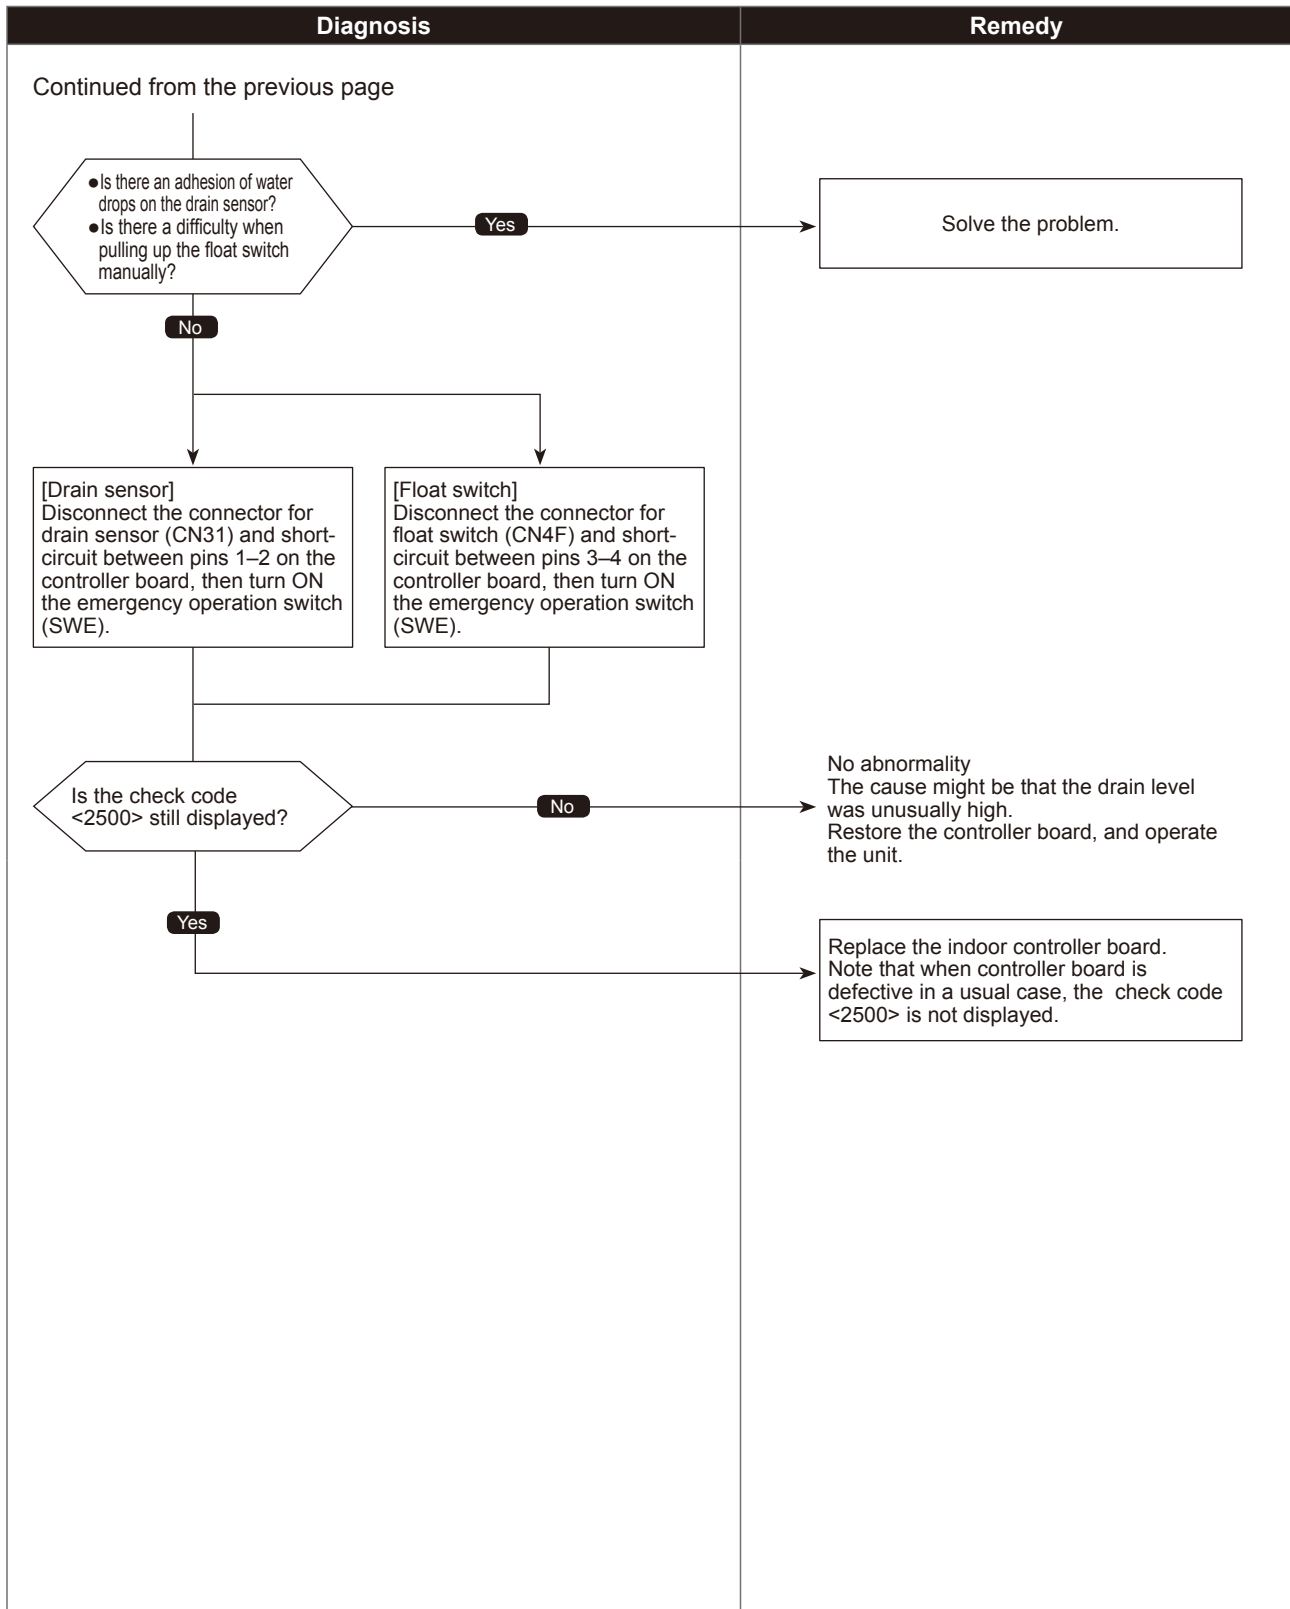 Diagnosis
Remedy
Continued from the previous page
●Is there an adhesion of water
drops on the drain sensor?
●Is there a difficulty when
pulling up the float switch
manually?
Yes
Solve the problem.
No
[Drain sensor]
Disconnect the connector for
drain sensor (CN31) and short-
circuit between pins 1–2 on the
controller board, then turn ON
the emergency operation switch
(SWE).
[Float switch]
Disconnect the connector for
float switch (CN4F) and short-
circuit between pins 3–4 on the
controller board, then turn ON
the emergency operation switch
(SWE).
Is the check code
<2500> still displayed?
No
No abnormality
The cause might be that the drain level
was unusually high.
Restore the controller board, and operate
the unit.
Yes
Replace the indoor controller board.
Note that when controller board is
defective in a usual case, the  check code
<2500> is not displayed.